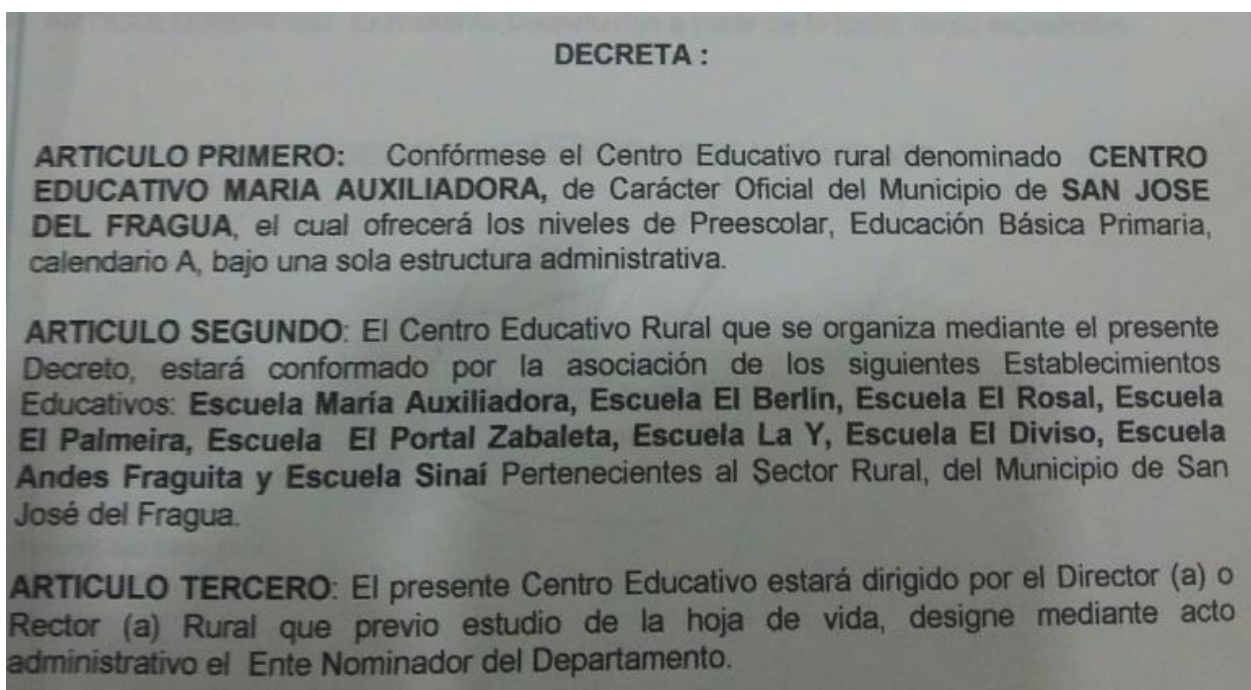 DECRETA :
ARTICULO PRIMERO: Confórmese el Centro Educativo rural denominado CENTRO
EDUCATIVO MARIA AUXILIADORA, de Carácter Oficial del Municipio de SAN JOSE
DEL FRAGUA, el cual ofrecerá los niveles de Preescolar, Educación Básica Primaria,
calendario A, bajo una sola estructura administrativa.
ARTICULO SEGUNDO: El Centro Educativo Rural que se organiza mediante el presente
Decreto, estará conformado por la asociación de los siguientes Establecimientos
Educativos: Escuela María Auxiliadora, Escuela El Berlín, Escuela El Rosal, Escuela
El Palmeira, Escuela El Portal Zabaleta, Escuela La Y, Escuela El Diviso, Escuela
Andes Fraguita y Escuela Sinaí Pertenecientes al Sector Rural, del Municipio de San
José del Fragua.
ARTICULO TERCERO: El presente Centro Educativo estará dirigido por el Director (a) o
Rector (a) Rural que previo estudio de la hoja de vida, designe mediante acto
administrativo el Ente Nominador del Departamento.